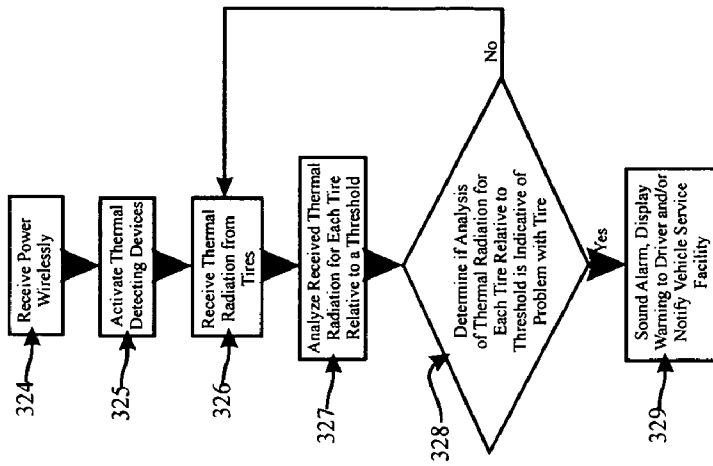 324
Receive Power
Wirelessly
325
Activate Thermal
Detecting Devices
326
Receive Thermal
Radiation from
Tires
327
Analyze Received Thermal
Radiation for Each Tire
Relative to a Threshold
328
Determine if Analysis
of Thermal Radiation for
Each Tire Relative to
Threshold is Indicative of
Problem with Tire
No
Yes
329
Sound Alarm, Display
Warning to Driver and/or
Notify Vehicle Service
Facility